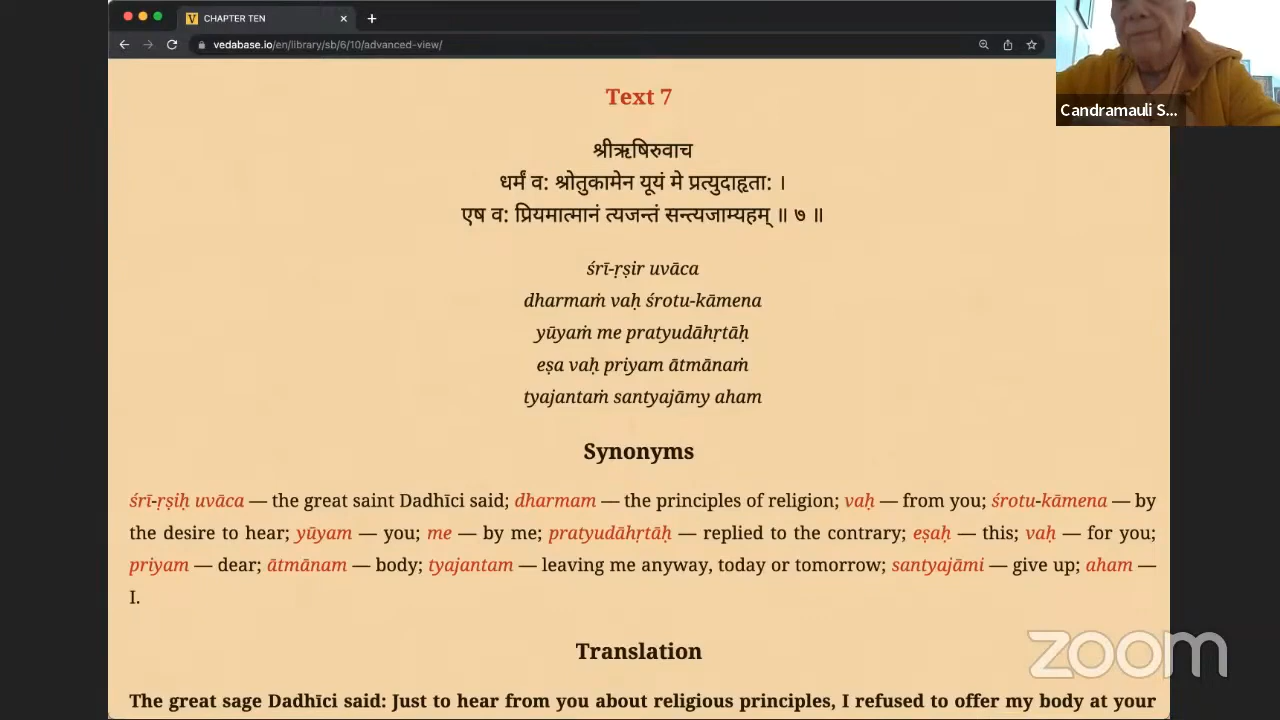 CHAPTER TEN
vedabase.io/en/library/sb/6/10/advanced-view/
Candramauli S...
Text 7
श्रीऋषिरुवाच
धर्मं व: श्रोतुकामेन यूयं मे प्रत्युदाहृता: ।
एष व: प्रियमात्मानं त्यजन्तं सन्त्यजाम्यहम् ॥ ७ ॥
śrī-ṛṣir uvāca
dharmaṁ vaḥ śrotu-kāmena
yūyaṁ me pratyudāhṛtāḥ
eṣa vaḥ priyam ātmānaṁ
tyajantaṁ santyajāmy aham
Synonyms
śrī-ṛṣiḥ uvāca — the great saint Dadhīci said; dharmam — the principles of religion; vaḥ — from you; śrotu-kāmena — by
the desire to hear; yūyam — you; me — by me; pratyudāhṛtāḥ — replied to the contrary; eṣaḥ — this; vaḥ — for you;
priyam — dear; ātmānam — body; tyajantam — leaving me anyway, today or tomorrow; santyajāmi — give up; aham —
I.
Translation
The great sage Dadhīci said: Just to hear from you about religious principles, I refused to offer my body at your
zoom